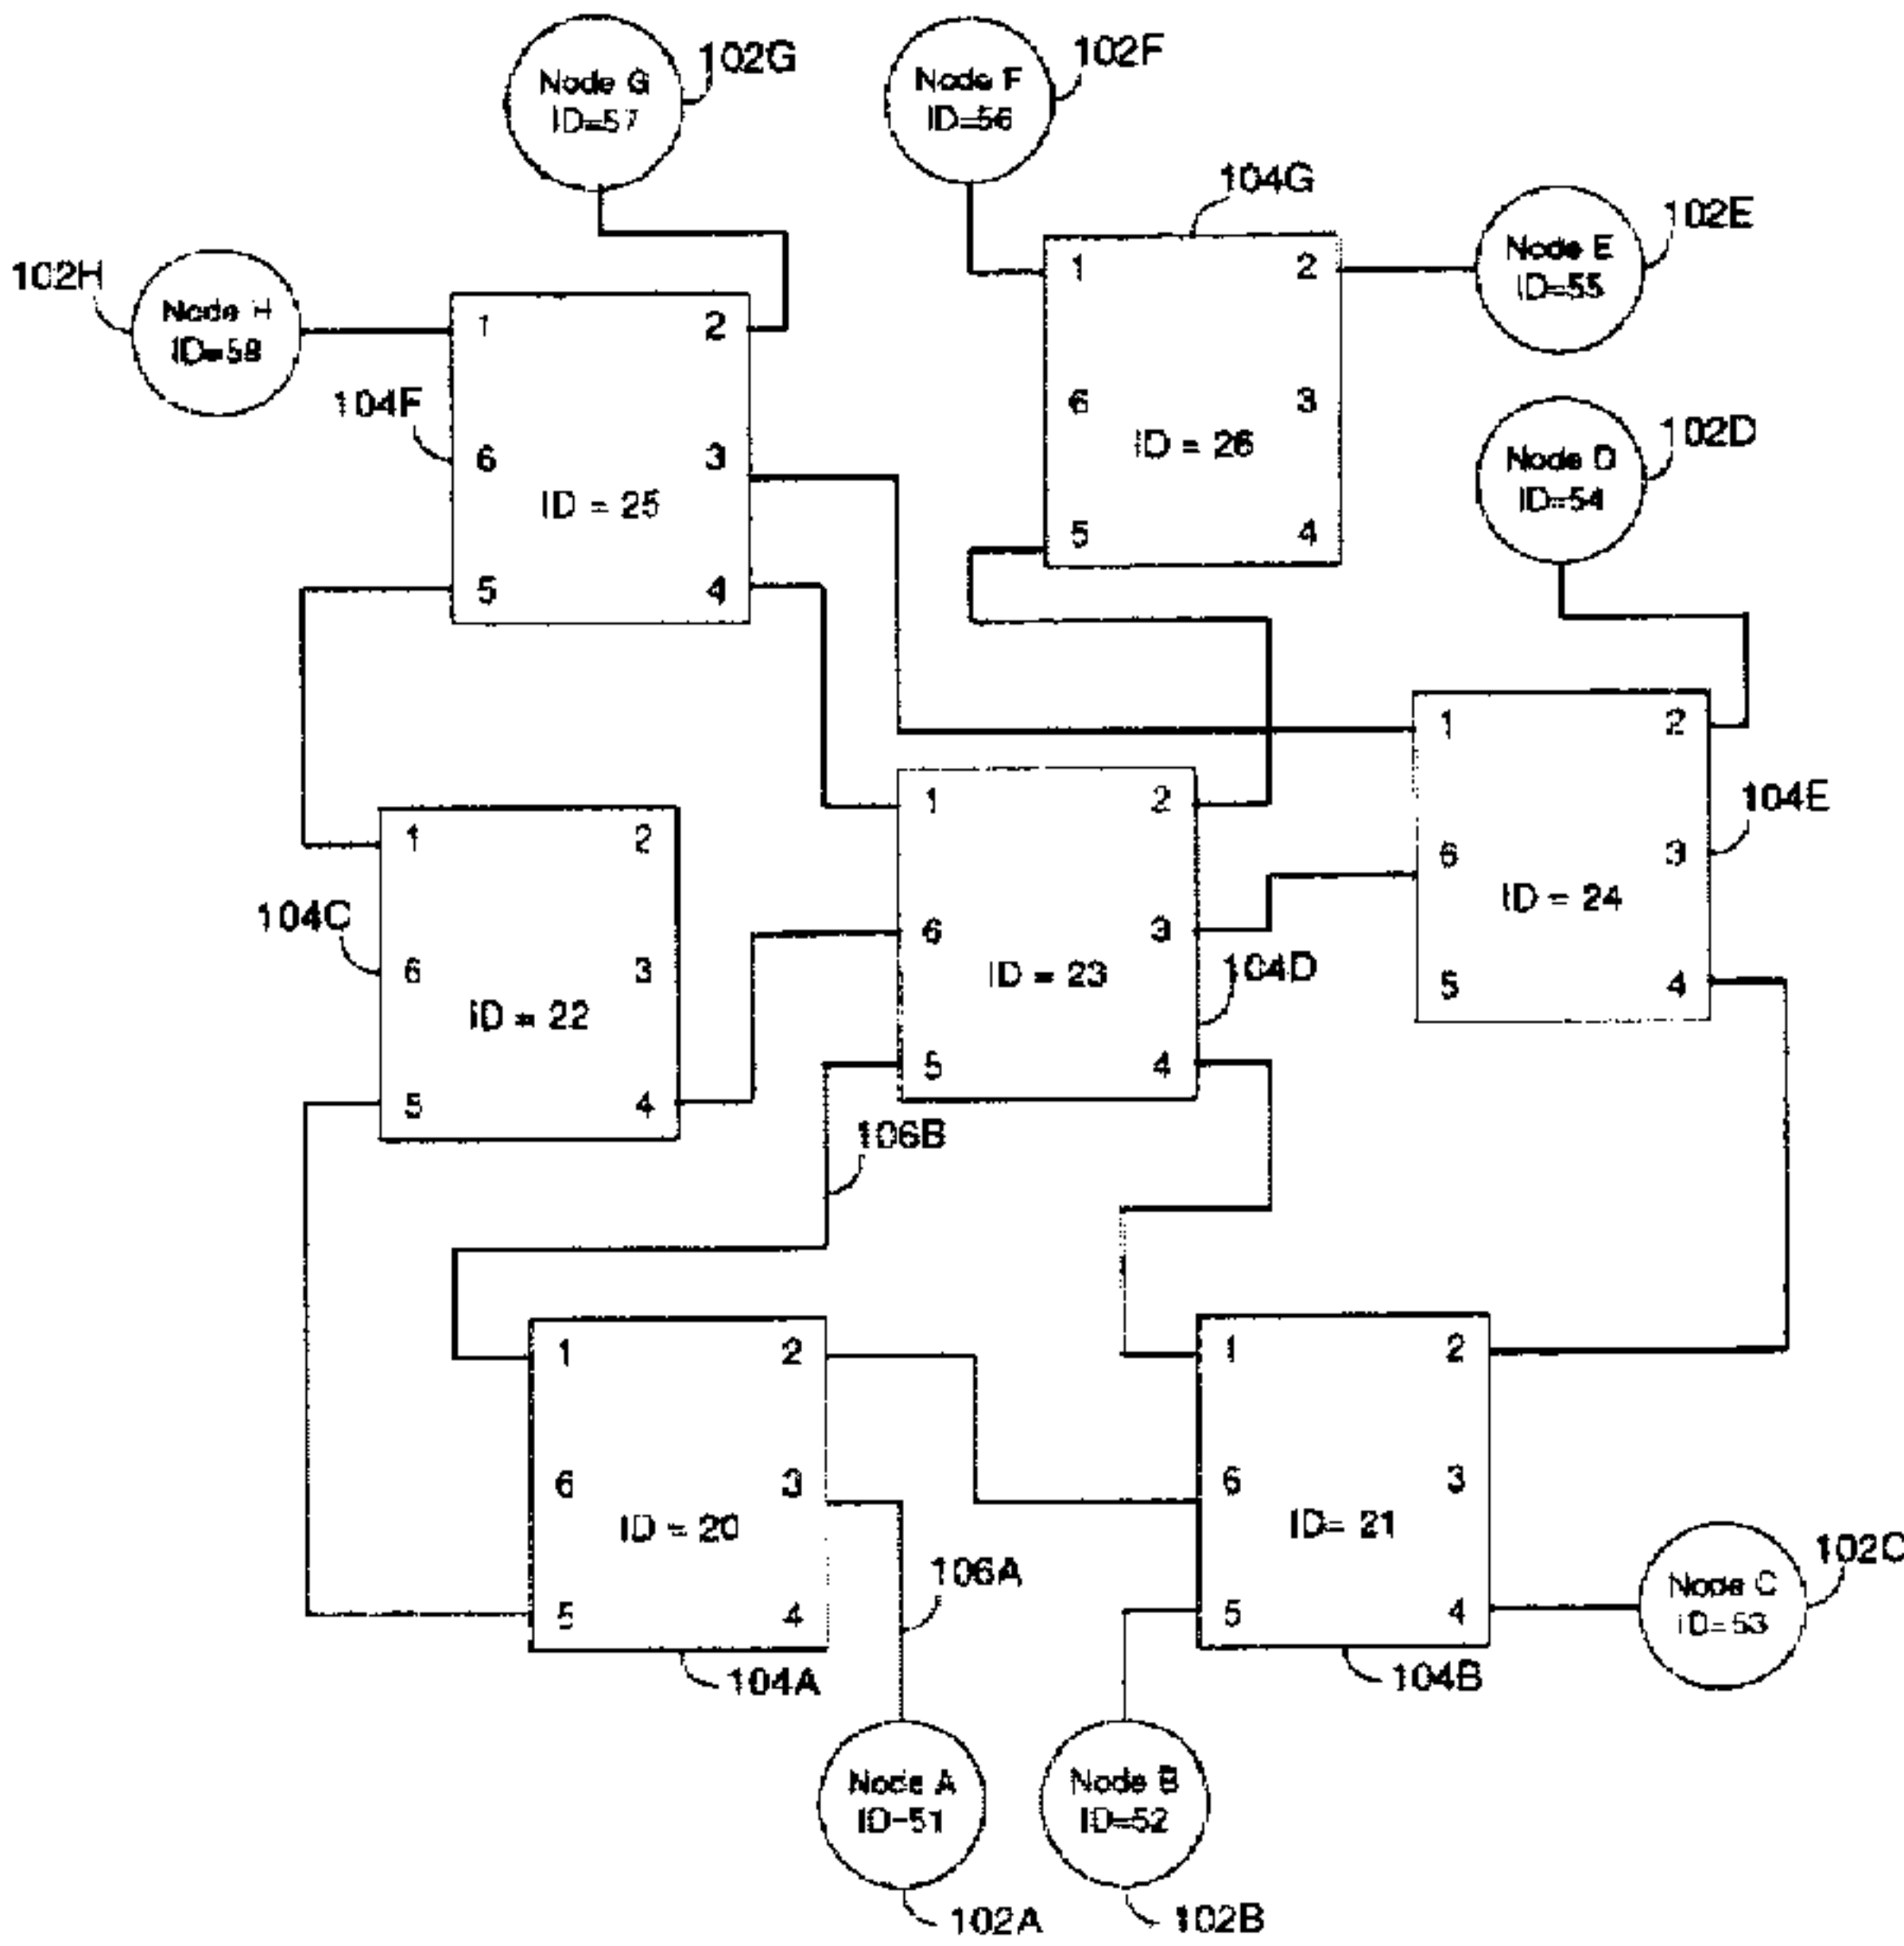 Node G
ID=57
102G
Node F
ID=56
102F
104G
Node E
ID=55
102E
102H
Node H
ID=58
1 2
6 3
ID = 25
5 4
104F
1 2
6 3
ID = 26
5 4
Node D
ID=54
102D
1 2
6 3
ID = 22
5 4
104C
1 2
6 3
ID = 23
5 4
104D
1 2
6 3
ID = 24
5 4
104E
106B
1 2
6 3
ID = 20
5 4
104A
106A
1 2
6 3
ID= 21
5 4
104B
Node C
ID=53
102C
Node A
ID=51
102A
Node B
ID=52
102B